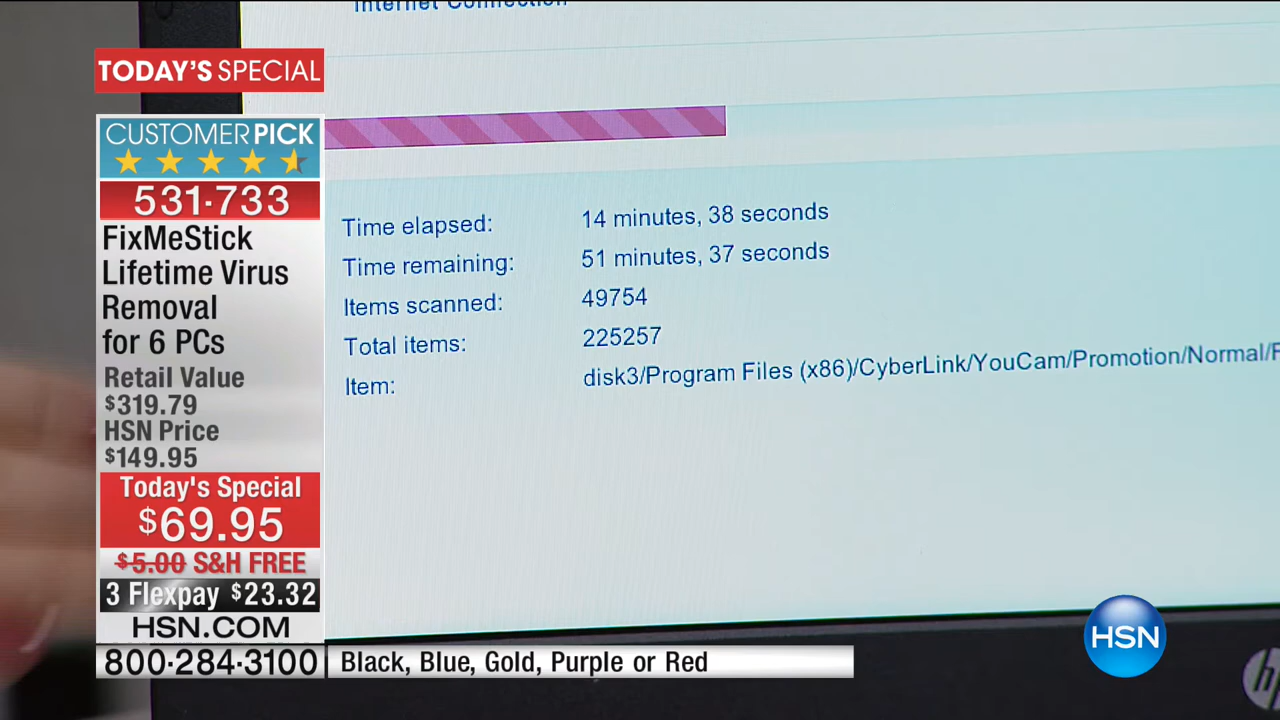 Internet Connection
TODAY'S SPECIAL
CUSTOMER PICK
531·733
FixMeStick
Lifetime Virus
Removal
for 6 PCs
Retail Value
$319.79
HSN Price
$149.95
Today's Special
$69.95
$5.00 S&H FREE
3 Flexpay $23.32
HSN.COM
800·284·3100
Black, Blue, Gold, Purple or Red
Time elapsed: 14 minutes, 38 seconds
Time remaining: 51 minutes, 37 seconds
Items scanned: 49754
Total items: 225257
Item: disk3/Program Files (x86)/CyberLink/YouCam/Promotion/Normal/
HSN
hp